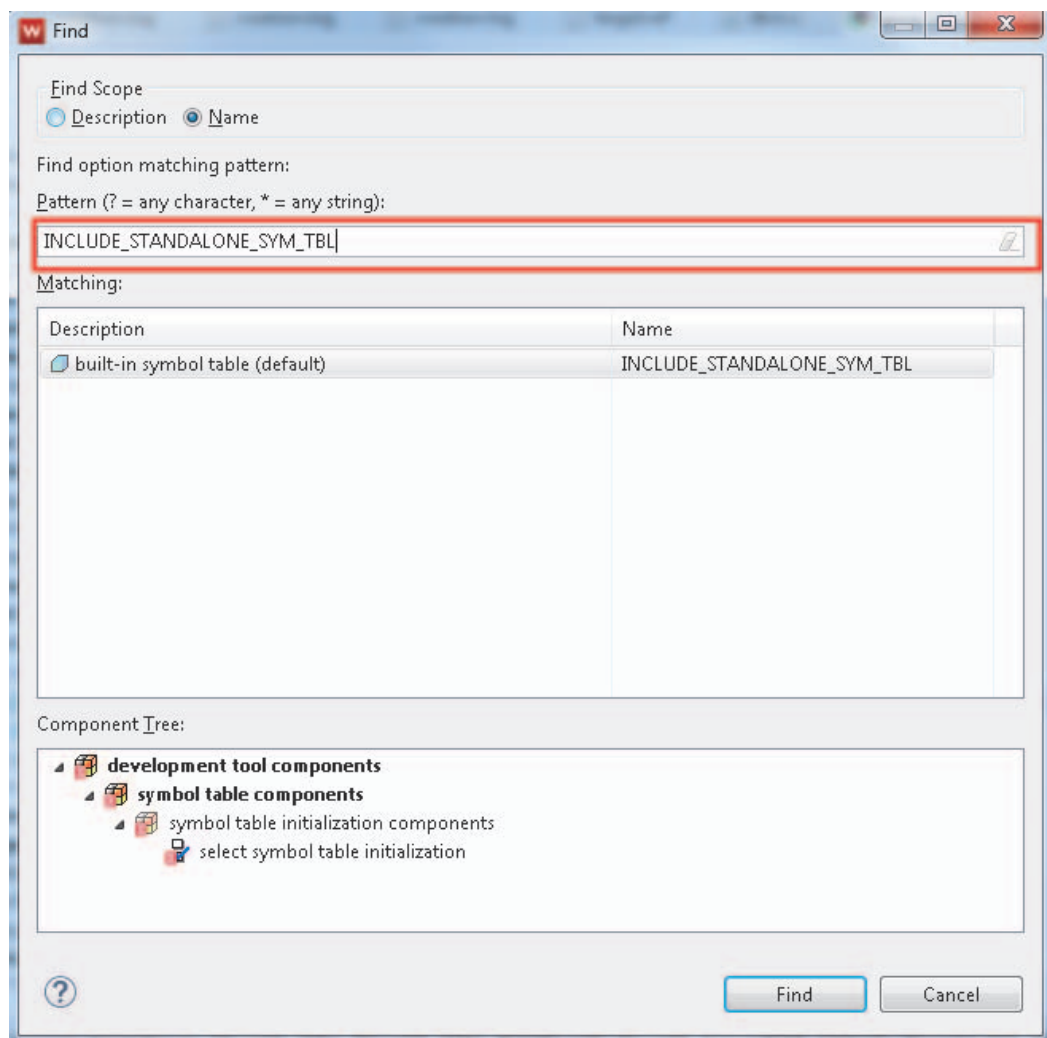 W Find
Find Scope
Description Name
Find option matching pattern:
Pattern (? = any character, * = any string):
INCLUDE_STANDALONE_SYM_TBL
Matching:
Description Name
built-in symbol table (default) INCLUDE_STANDALONE_SYM_TBL
Component Tree:
development tool components
symbol table components
symbol table initialization components
select symbol table initialization
? Find Cancel